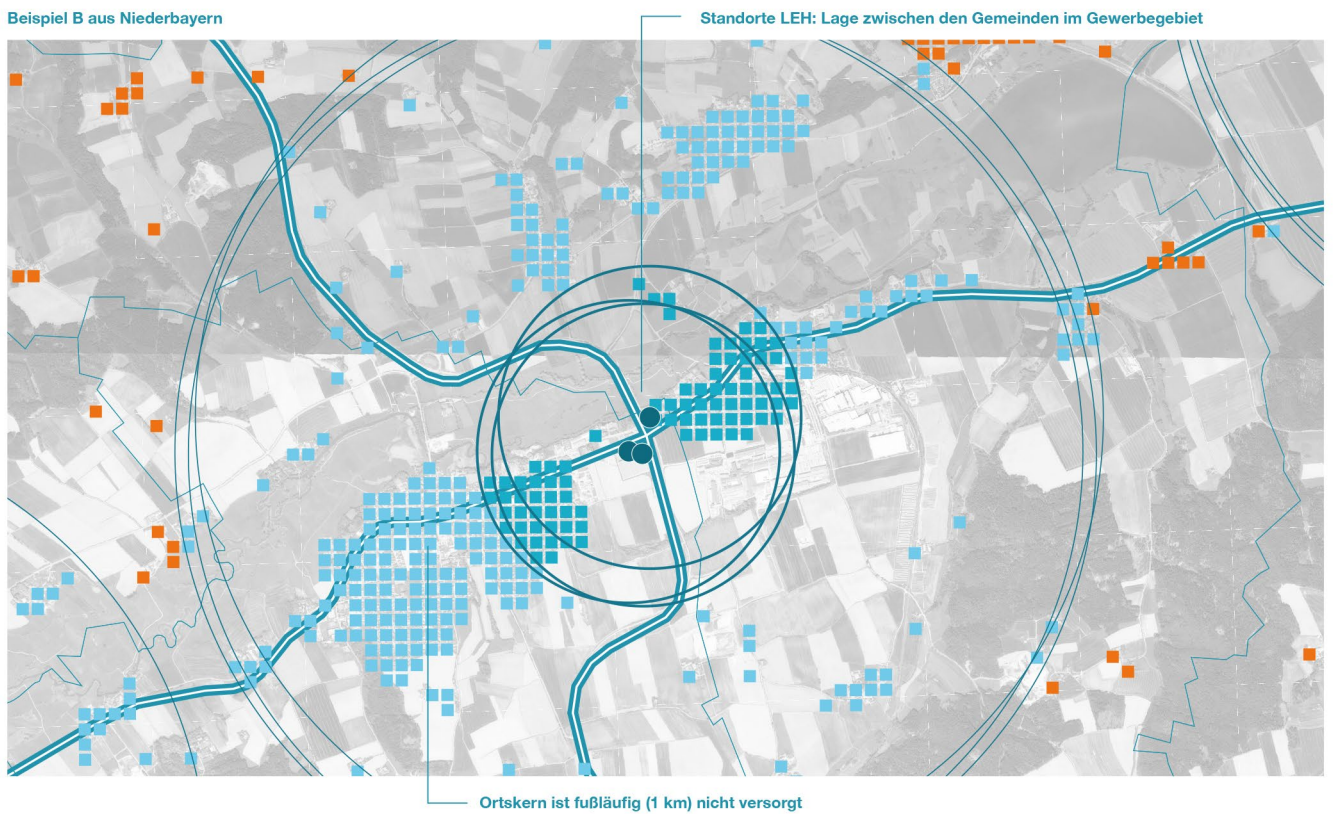 Beispiel B aus Niederbayern
Standorte LEH: Lage zwischen den Gemeinden im Gewerbegebiet
Ortskern ist fußläufig (1 km) nicht versorgt